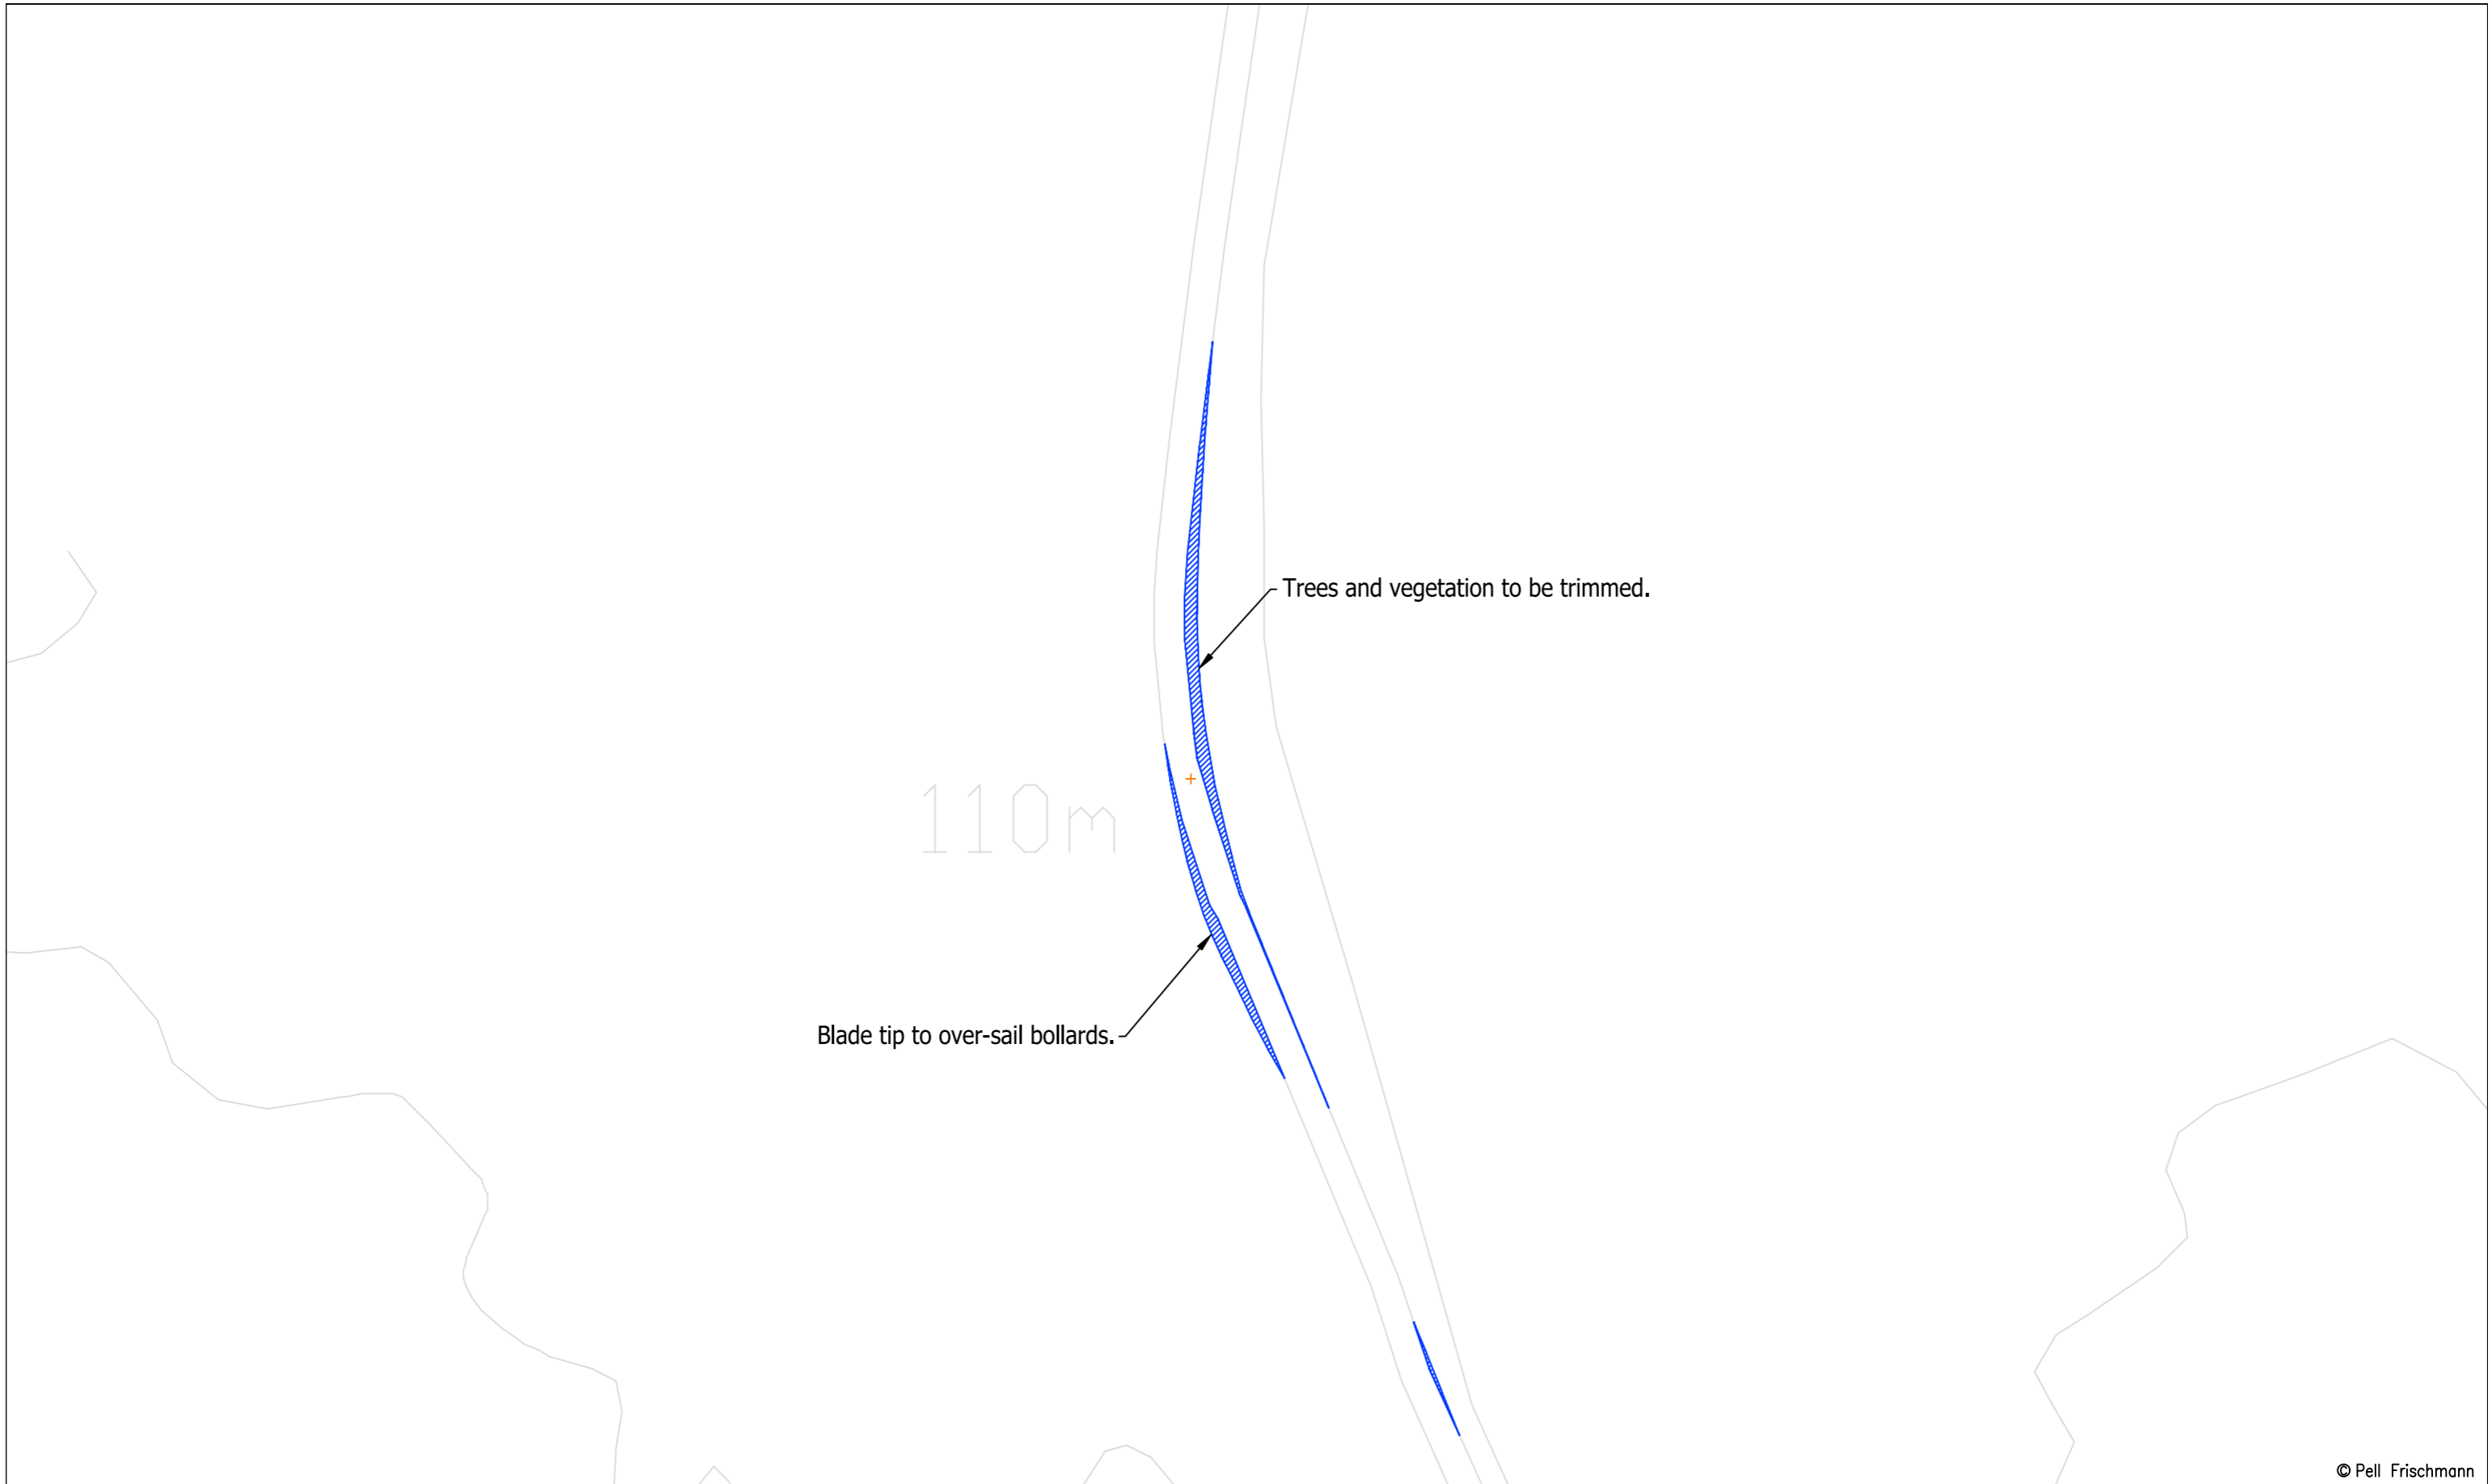 Trees and vegetation to be trimmed.
110m
Blade tip to over-sail bollards.
© Pell Frischmann